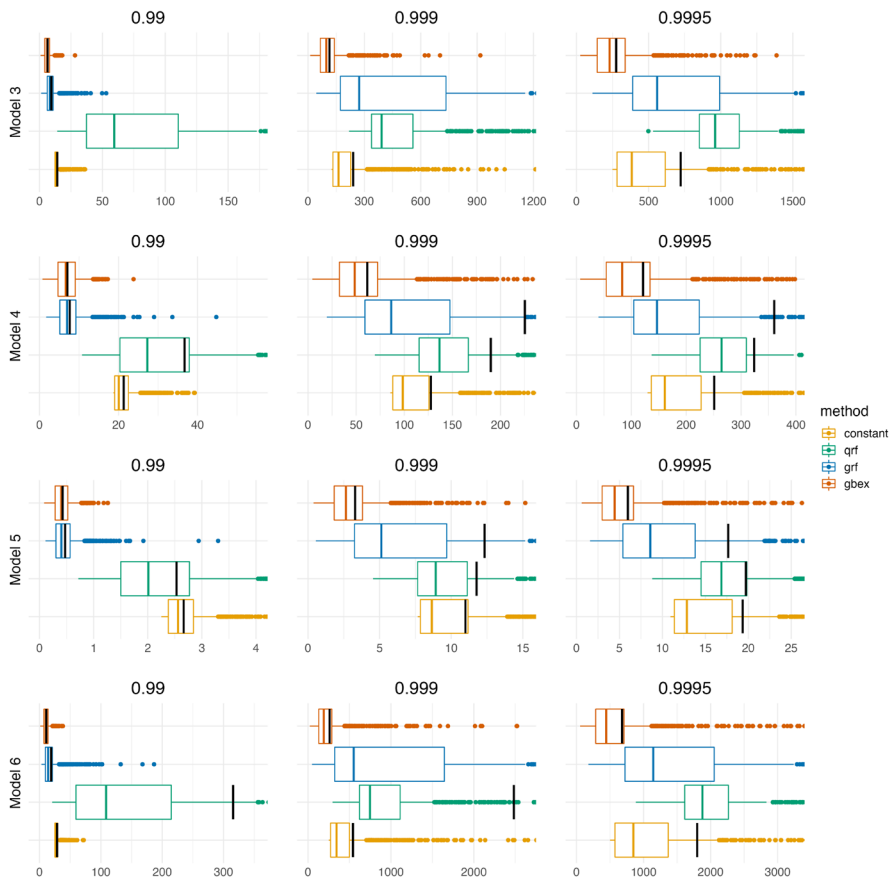 0.99 0.999 0.9995
Model 3
0 50 100 150 0 300 600 900 1200 0 500 1000 1500
0.99 0.999 0.9995
Model 4
0 20 40 0 50 100 150 200 0 100 200 300 400
method
constant
qrf
grf
gbex
0.99 0.999 0.9995
Model 5
0 1 2 3 4 0 5 10 15 0 5 10 15 20 25
0.99 0.999 0.9995
Model 6
0 100 200 300 0 1000 2000 0 1000 2000 3000